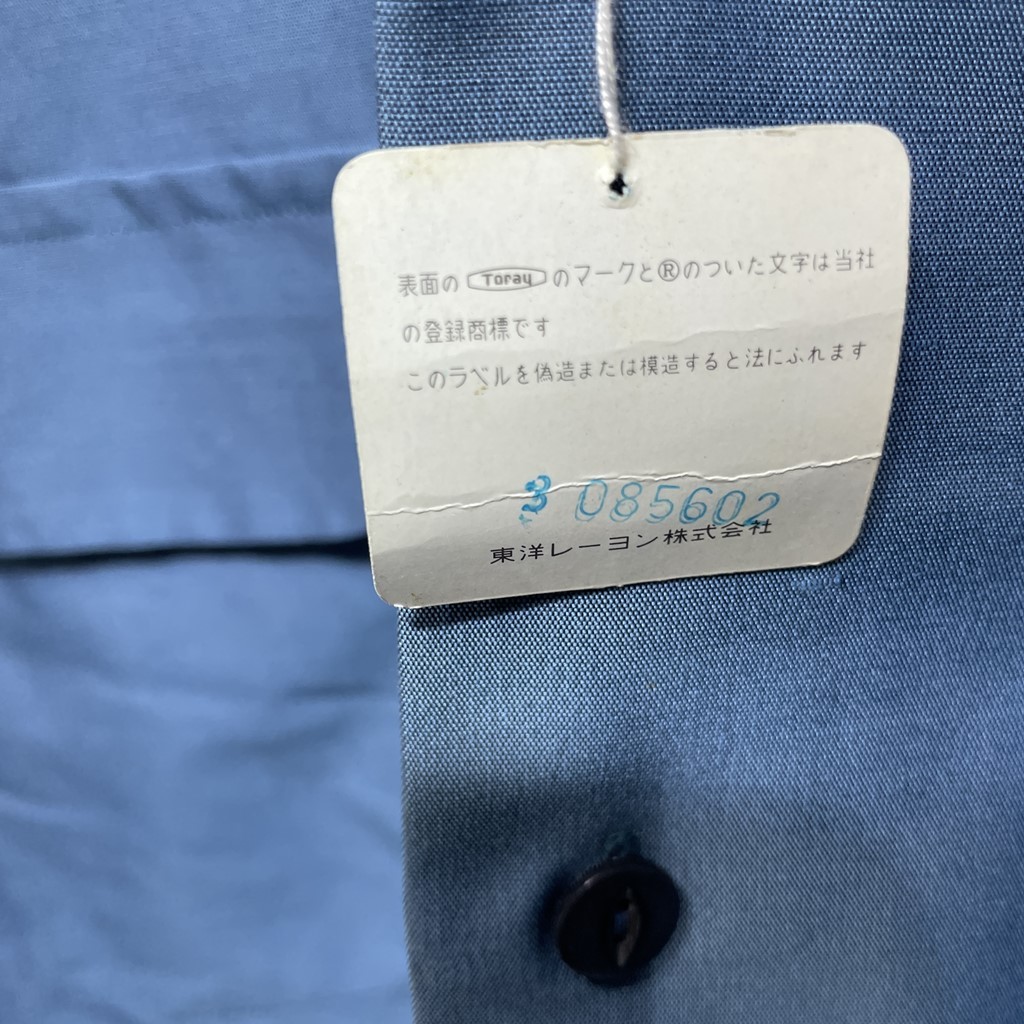 表面の Toray のマークと®のついた文字は当社
の登録商標です
このラベルを偽造または模造すると法にふれます
3 085602
東洋レーヨン株式会社